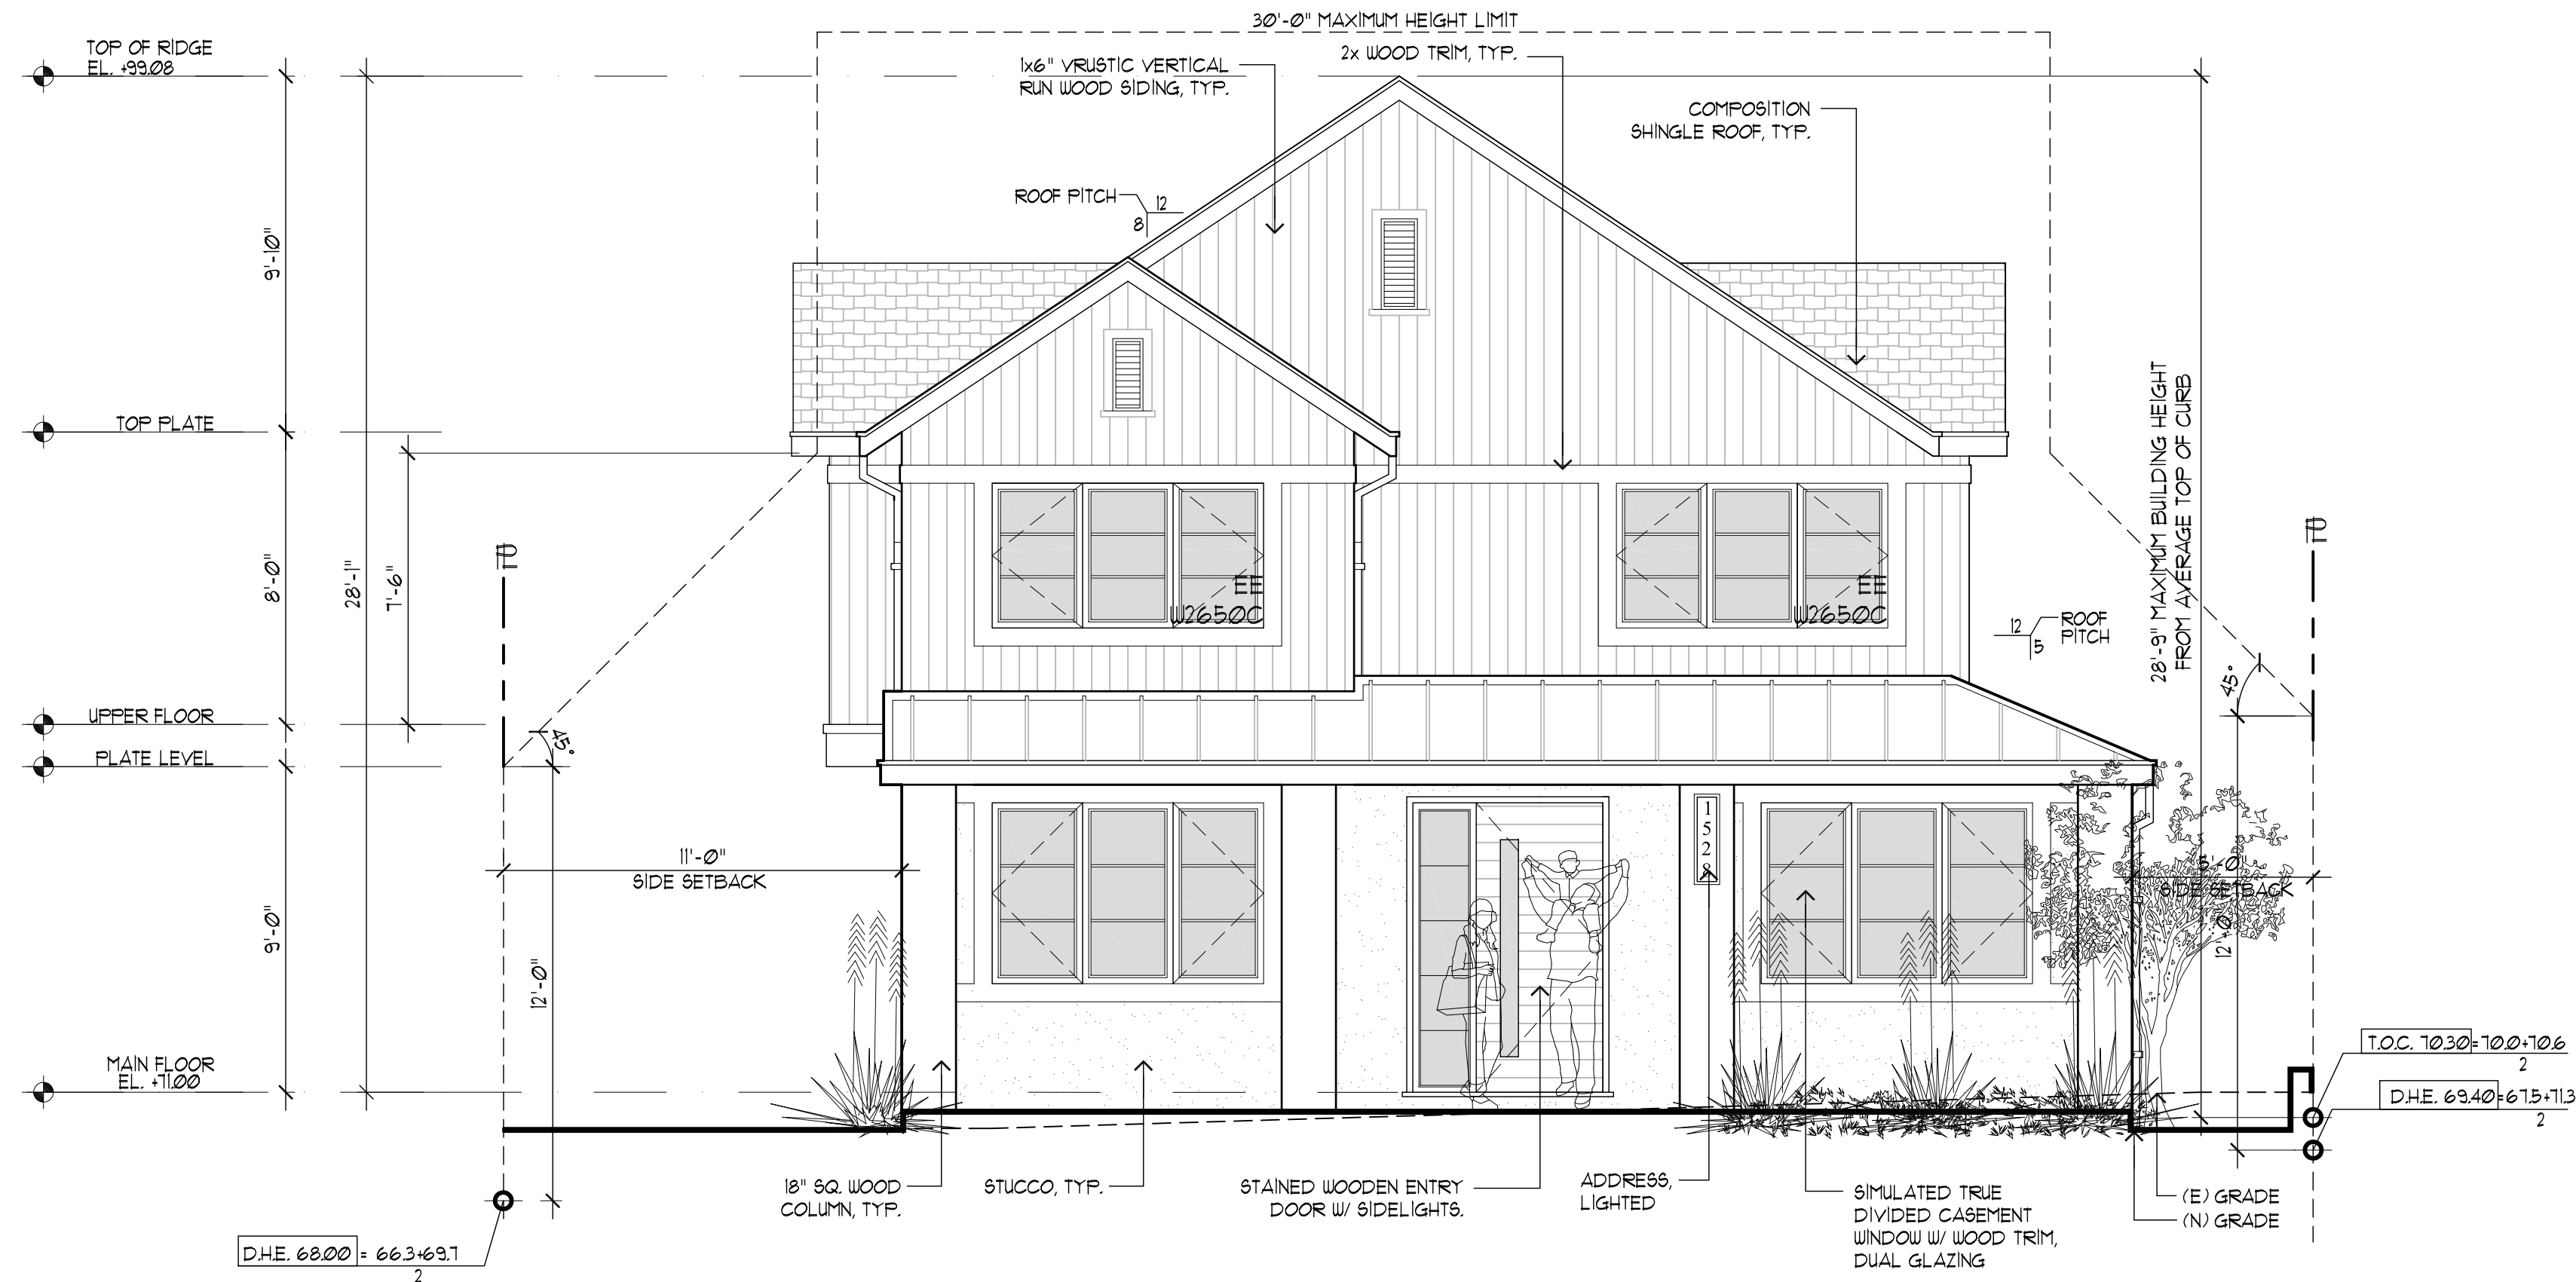 30'-0" MAXIMUM HEIGHT LIMIT
TOP OF RIDGE
EL. +99.08
1x6" VRUSTIC VERTICAL
RUN WOOD SIDING, TYP.
2x WOOD TRIM, TYP.
COMPOSITION
SHINGLE ROOF, TYP.
ROOF PITCH
12
8
9'-10"
TOP PLATE
28'-9" MAXIMUM BUILDING HEIGHT
FROM AVERAGE TOP OF CURB
8'-0"
28'-1"
7'-6"
EE
W2650C
EE
W2650C
12
5
ROOF
PITCH
45°
UPPER FLOOR
45°
PLATE LEVEL
1
5
2
8
11'-0"
SIDE SETBACK
5'-0"
SIDE SETBACK
9'-0"
12'-0"
12'-0"
MAIN FLOOR
EL. +71.00
T.O.C. 70.30=70.0+70.6
2
D.H.E. 69.40=67.5+71.3
2
18" SQ. WOOD
COLUMN, TYP.
STUCCO, TYP.
STAINED WOODEN ENTRY
DOOR W/ SIDELIGHTS.
ADDRESS,
LIGHTED
SIMULATED TRUE
DIVIDED CASEMENT
WINDOW W/ WOOD TRIM,
DUAL GLAZING
(E) GRADE
(N) GRADE
D.H.E. 68.00 = 66.3+69.7
2